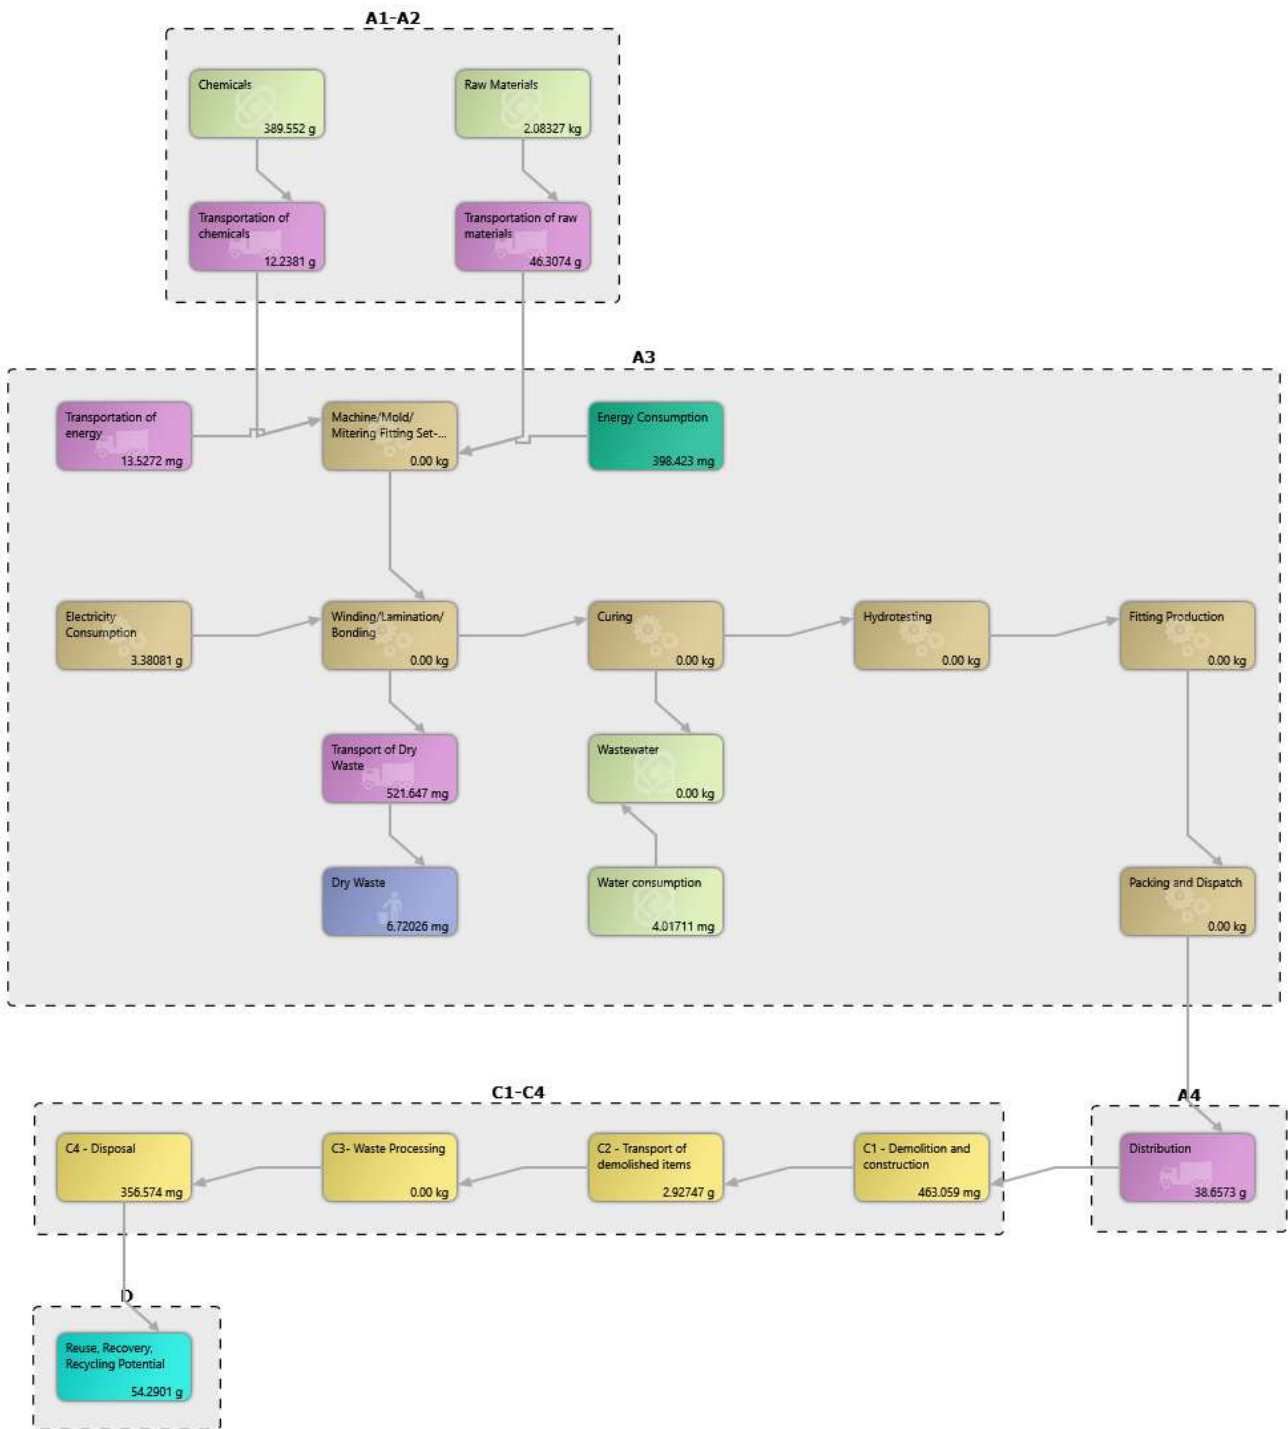 A1-A2
Chemicals
389.552 g
Raw Materials
2.08327 kg
Transportation of
chemicals
12.2381 g
Transportation of raw
materials
46.3074 g
A3
Transportation of
energy
13.5272 mg
Machine/Mold/
Mitering Fitting Set-...
0.00 kg
Energy Consumption
398.423 mg
Electricity
Consumption
3.38081 g
Winding/Lamination/
Bonding
0.00 kg
Curing
0.00 kg
Hydrotesting
0.00 kg
Fitting Production
0.00 kg
Transport of Dry
Waste
521.647 mg
Wastewater
0.00 kg
Dry Waste
6.72026 mg
Water consumption
4.01711 mg
Packing and Dispatch
0.00 kg
C1-C4
C4 - Disposal
356.574 mg
C3- Waste Processing
0.00 kg
C2 - Transport of
demolished items
2.92747 g
C1 - Demolition and
construction
463.059 mg
A4
Distribution
38.6573 g
D
Reuse, Recovery,
Recycling Potential
54.2901 g